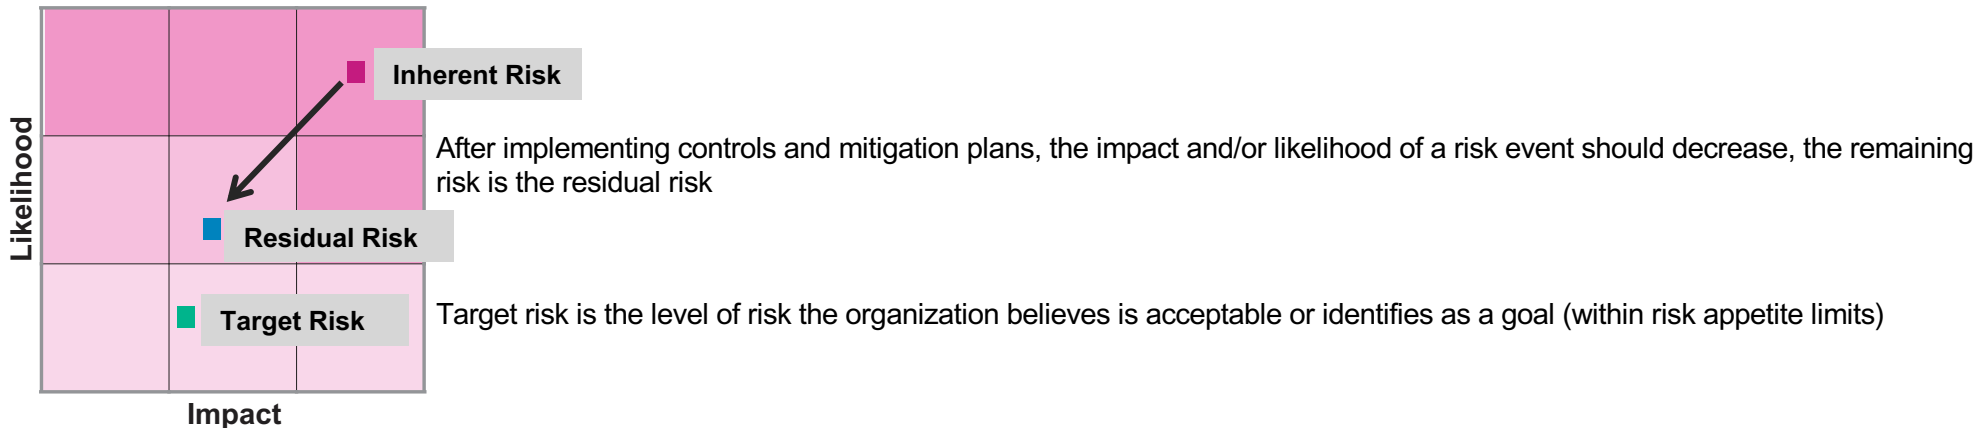 Inherent Risk
After implementing controls and mitigation plans, the impact and/or likelihood of a risk event should decrease, the remaining
risk is the residual risk
Likelihood
Residual Risk
Target Risk
Target risk is the level of risk the organization believes is acceptable or identifies as a goal (within risk appetite limits)
Impact